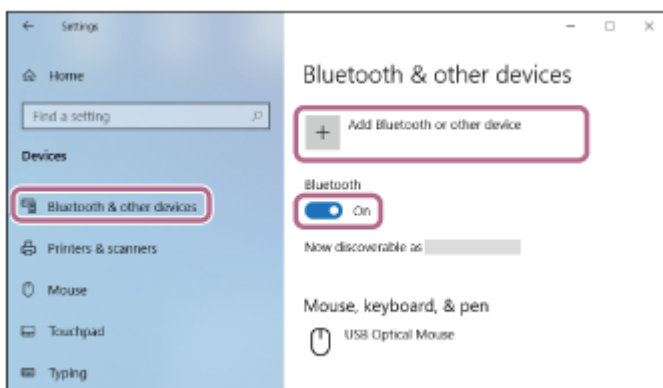 Settings
Home
Find a setting
Devices
Bluetooth & other devices
Printers & scanners
Mouse
Touchpad
Typing
Bluetooth & other devices
Add Bluetooth or other device
Bluetooth
On
Now discoverable as
Mouse, keyboard, & pen
USB Optical Mouse